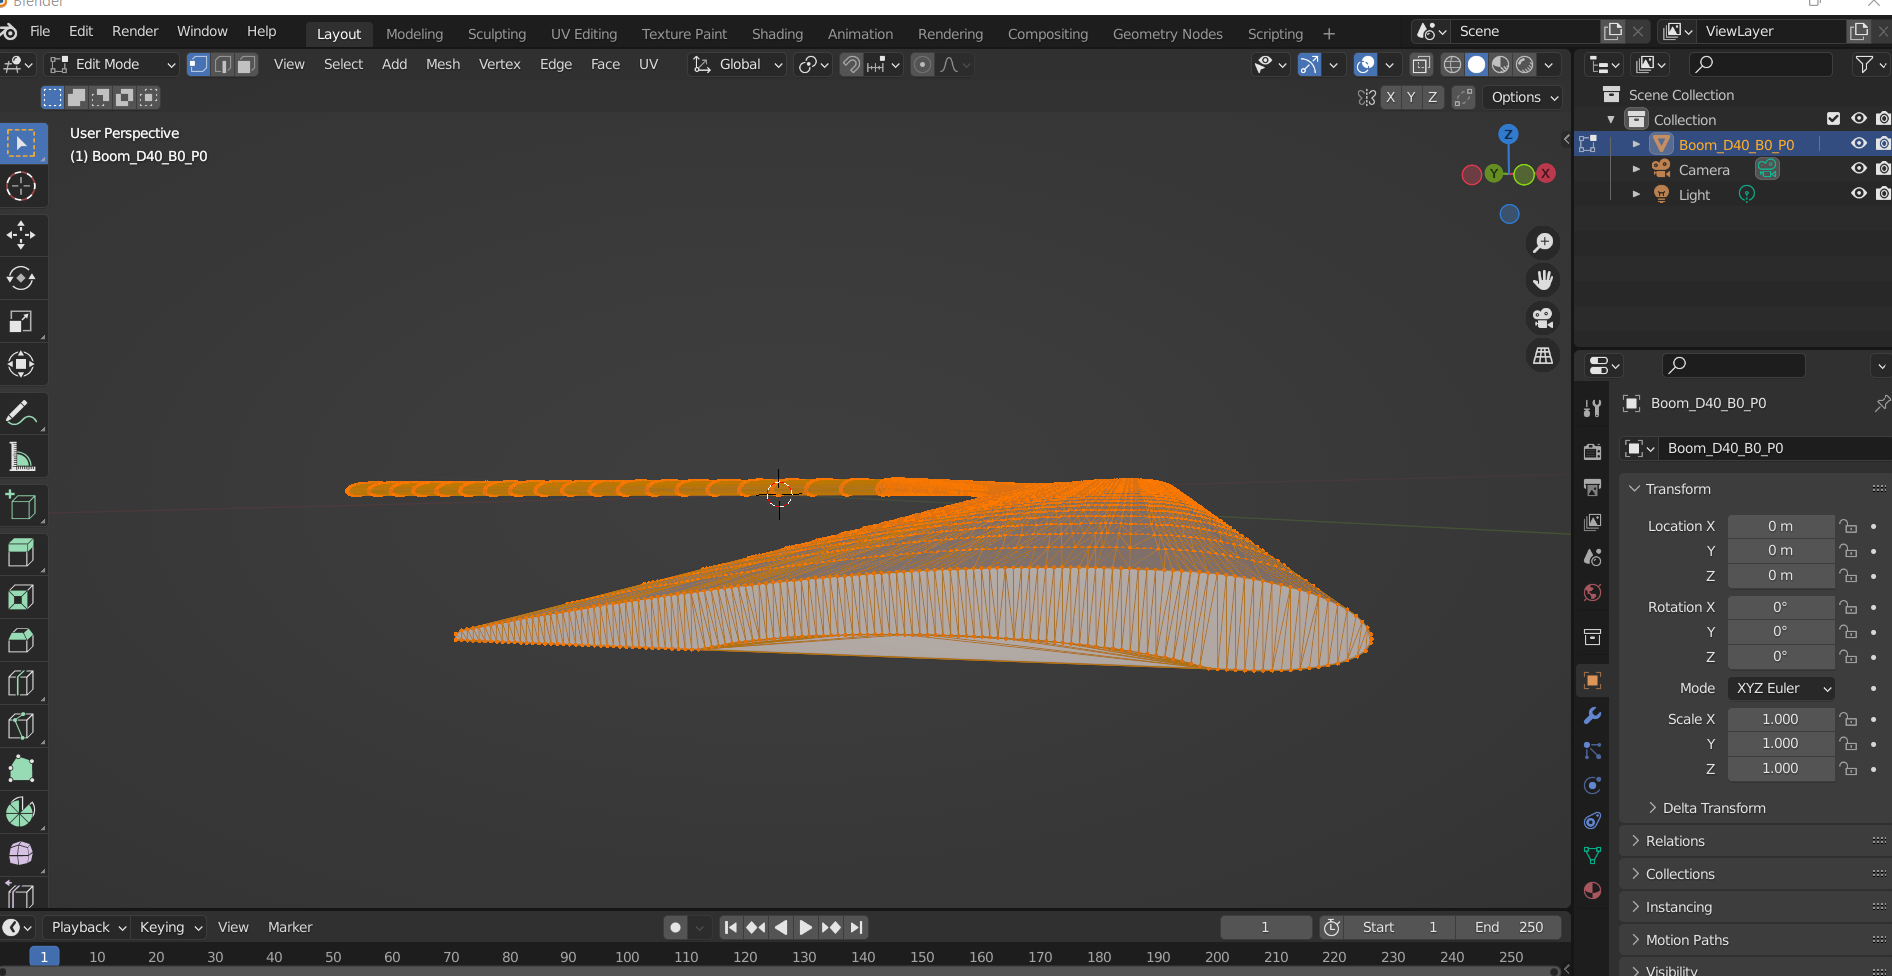 Blender
File Edit Render Window Help Layout Modeling Sculpting UV Editing Texture Paint Shading Animation Rendering Compositing Geometry Nodes Scripting + Scene ViewLayer
Edit Mode View Select Add Mesh Vertex Edge Face UV Global
X Y Z Options
User Perspective
(1) Boom_D40_B0_P0
Z
Y X
Scene Collection
Collection
Boom_D40_B0_P0
Camera
Light
Boom_D40_B0_P0
Boom_D40_B0_P0
Transform
Location X 0 m
Y 0 m
Z 0 m
Rotation X 0°
Y 0°
Z 0°
Mode XYZ Euler
Scale X 1.000
Y 1.000
Z 1.000
Delta Transform
Relations
Collections
Instancing
Motion Paths
Visibility
Playback Keying View Marker 1 Start 1 End 250
1 10 20 30 40 50 60 70 80 90 100 110 120 130 140 150 160 170 180 190 200 210 220 230 240 250